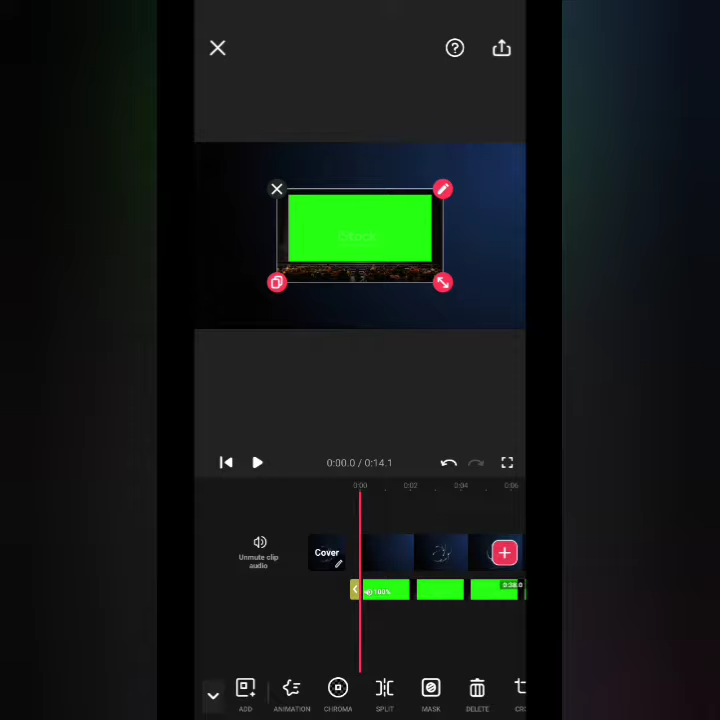 iStock
0:00.0 / 0:14.1
0:00 0:02 0:04 0:06
Unmute clip
audio
Cover
0:38.0
100%
ADD ANIMATION CHROMA SPLIT MASK DELETE